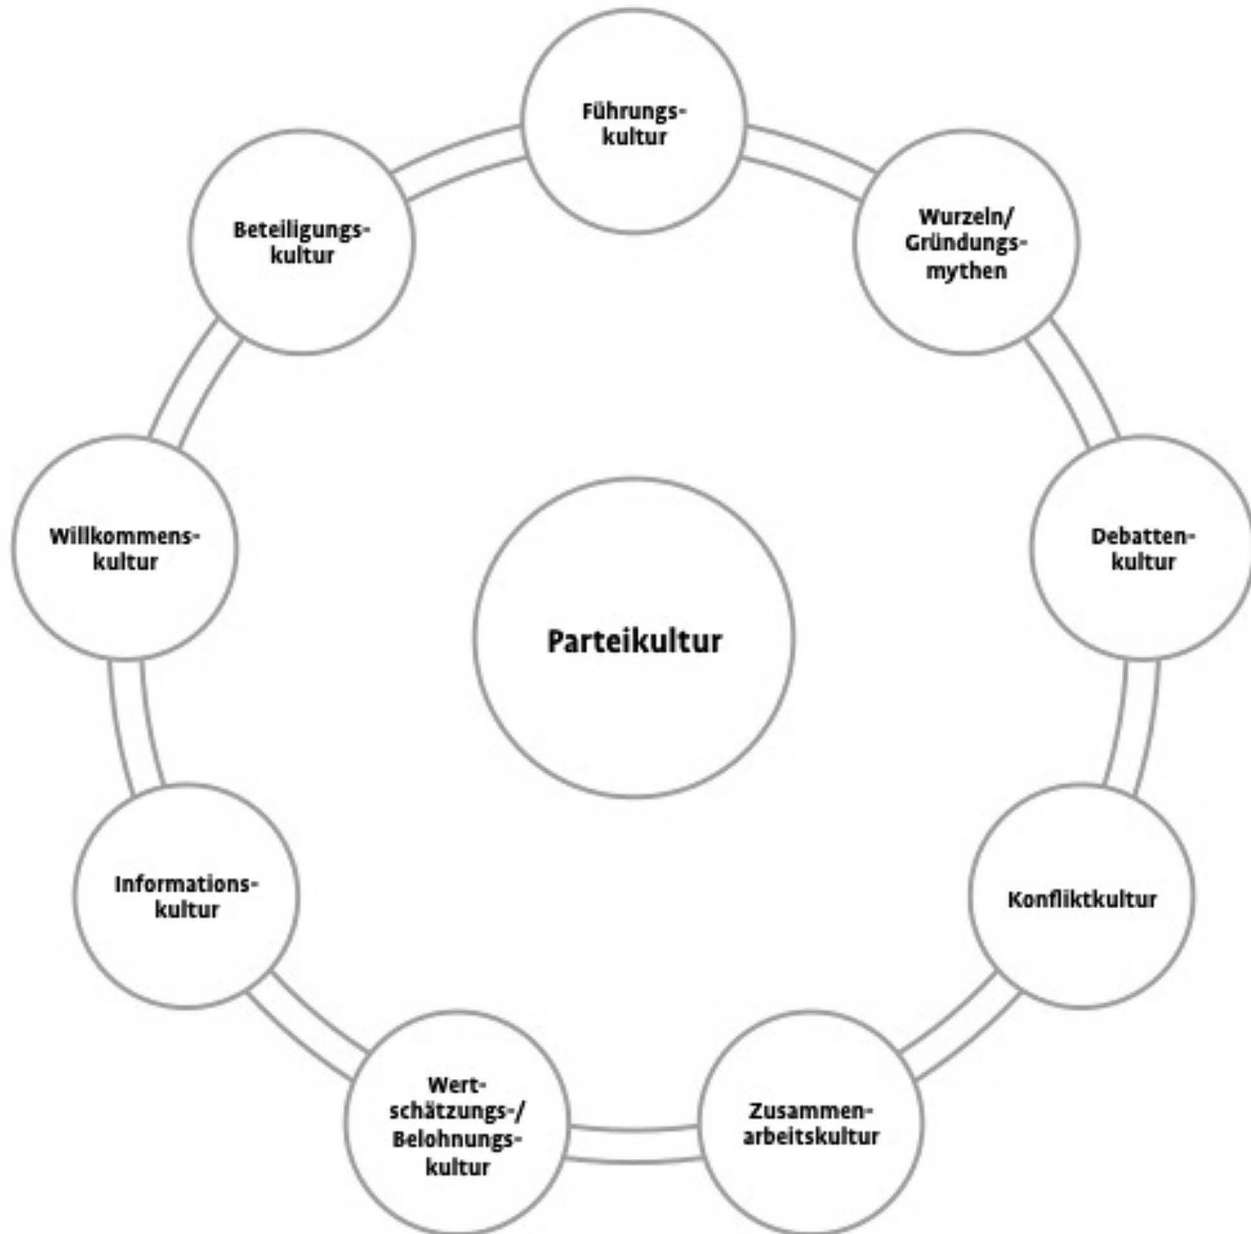 Führungs-
kultur
Wurzeln/
Gründungs-
mythen
Debatten-
kultur
Konfliktkultur
Zusammen-
arbeitskultur
Wert-
schätzungs-/
Belohnungs-
kultur
Informations-
kultur
Willkommens-
kultur
Beteiligungs-
kultur
Parteikultur